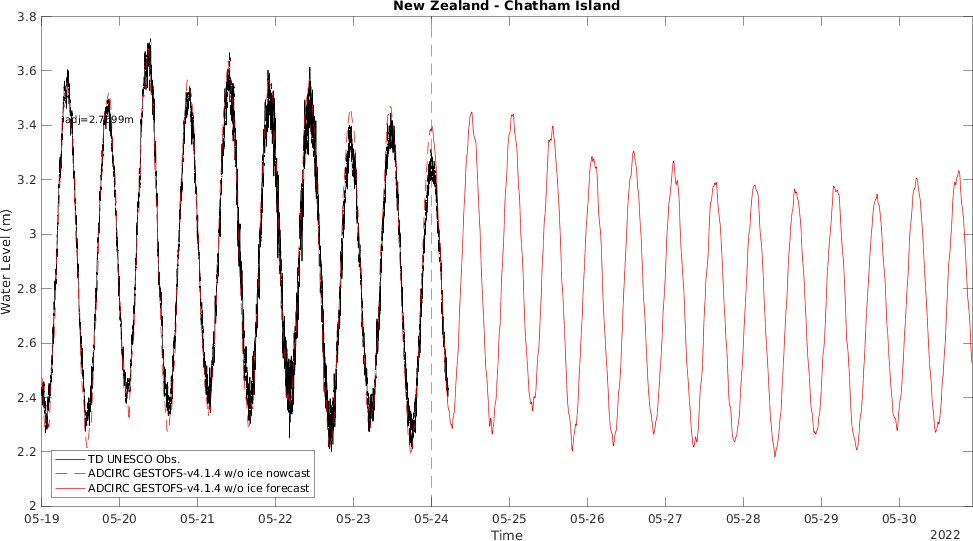 New Zealand - Chatham Island
3.8
3.6
3.4
3.2
3
2.8
2.6
2.4
2.2
2
Water Level (m)
TD UNESCO Obs.
ADCIRC GESTOFS-v4.1.4 w/o ice nowcast
ADCIRC GESTOFS-v4.1.4 w/o ice forecast
05-19 05-20 05-21 05-22 05-23 05-24 05-25 05-26 05-27 05-28 05-29 05-30
Time
2022